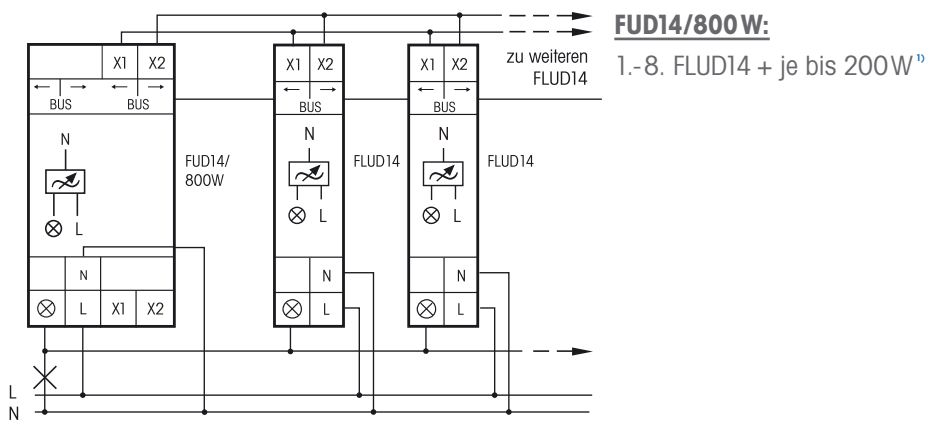 FUD14/800 W:
1.-8. FLUD14 + je bis 200 W ¹⁾
X1 X2
X1 X2
X1 X2
zu weiteren
FLUD14
BUS BUS
BUS
BUS
N
N
N
FUD14/
800W
FLUD14
FLUD14
L
L
L
N
N
N
L X1 X2
L
L
L
N